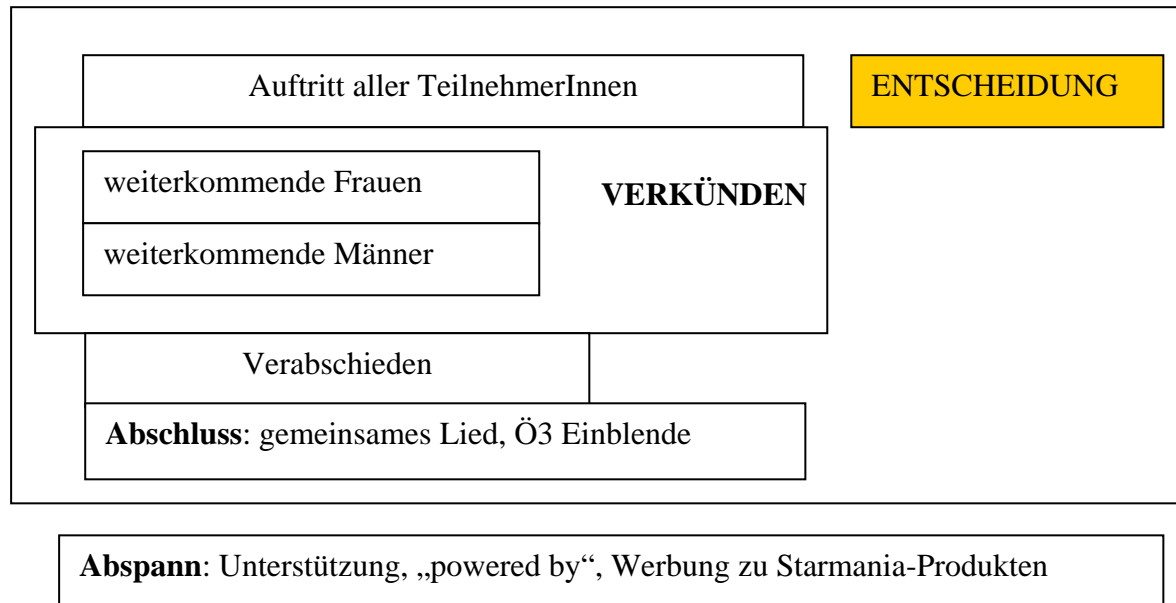 Auftritt aller TeilnehmerInnen
ENTSCHEIDUNG
weiterkommende Frauen
VERKÜNDEN
weiterkommende Männer
Verabschieden
Abschluss: gemeinsames Lied, Ö3 Einblende
Abspann: Unterstützung, „powered by“, Werbung zu Starmania-Produkten